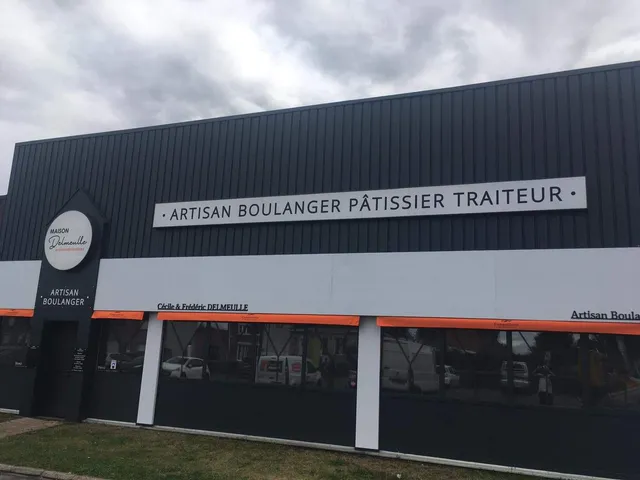 · ARTISAN BOULANGER PÂTISSIER TRAITEUR ·
MAISON
Delmeulle
ARTISAN
· BOULANGER ·
Cécile & Frédéric DELMEULLE
Artisan Boula